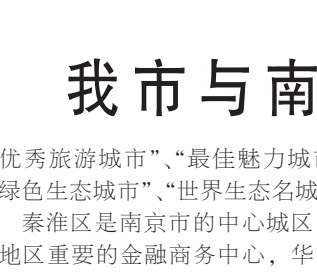 我市与南
优秀旅游城市”、“最佳魅力城市
绿色生态城市”、“世界生态名城
秦淮区是南京市的中心城区
地区重要的金融商务中心，华